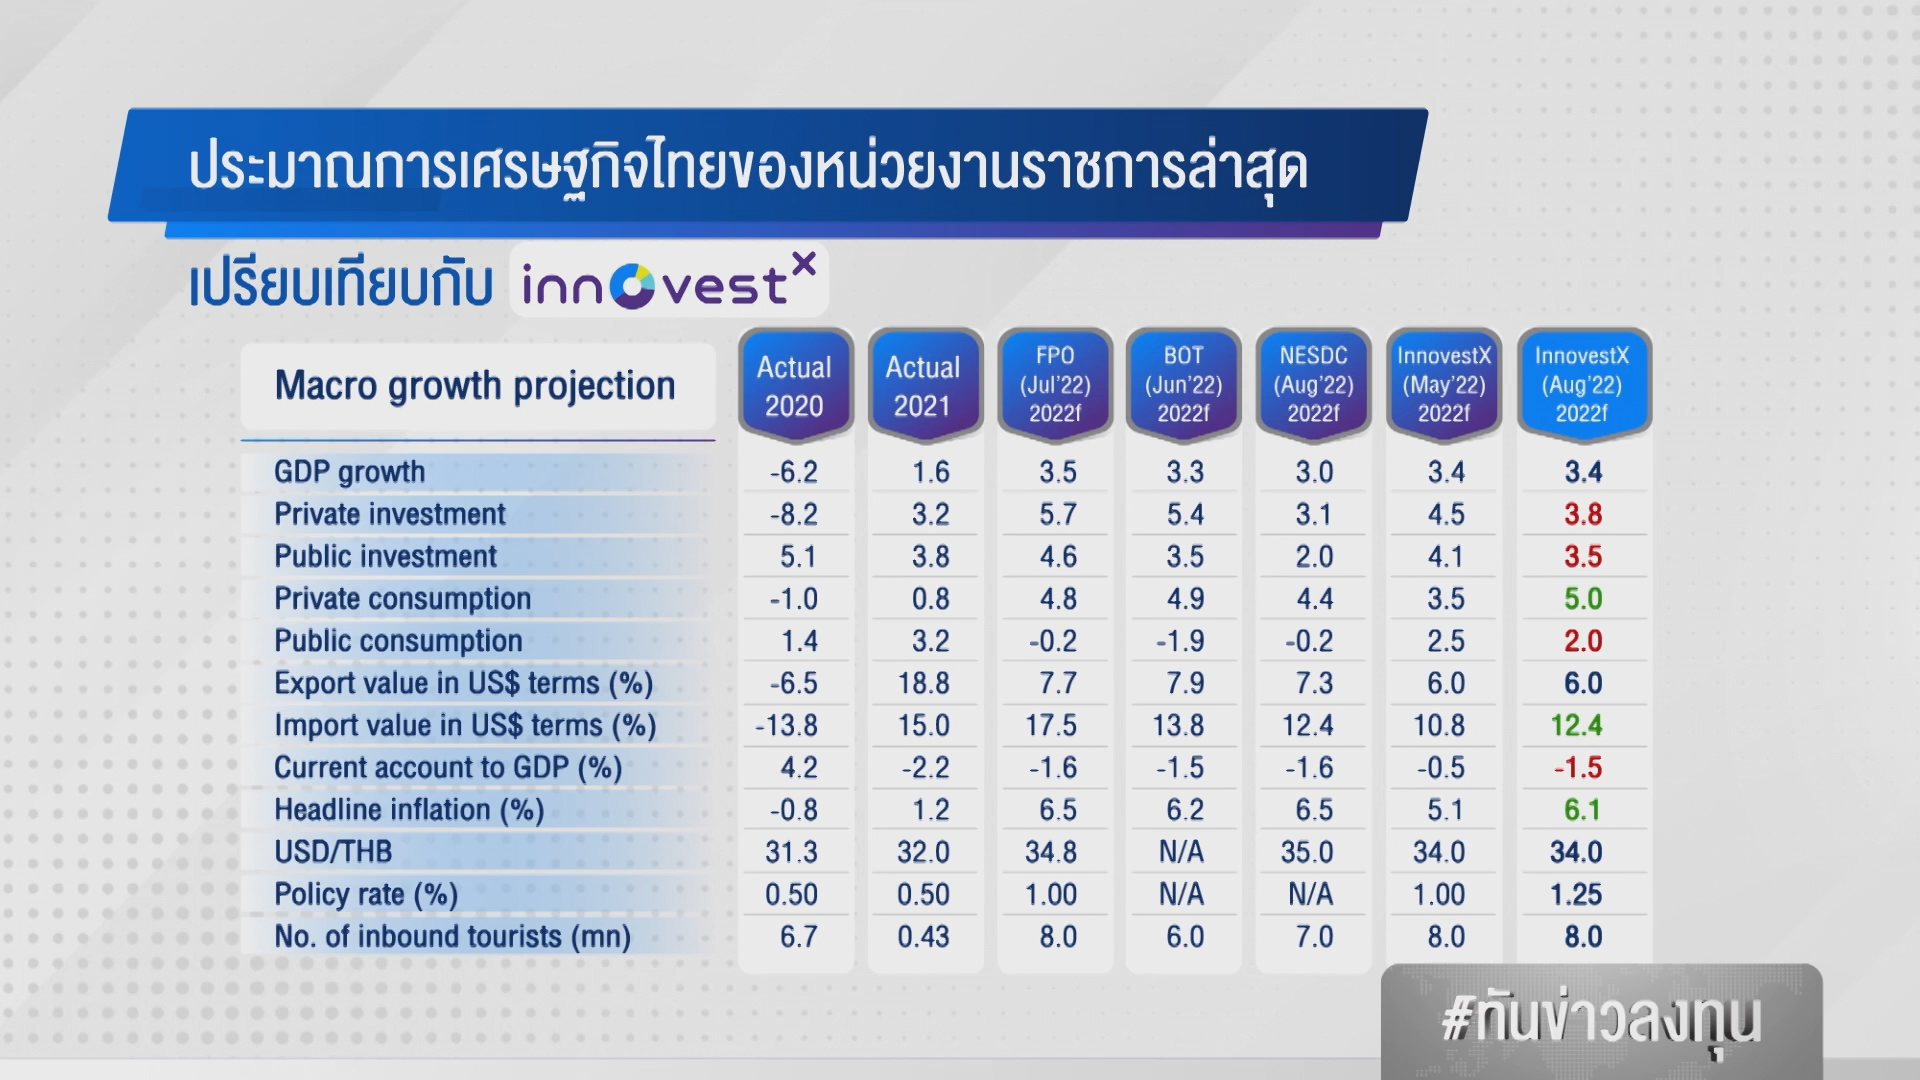 ประมาณการเศรษฐกิจไทยของหน่วยงานราชการล่าสุด
เปรียบเทียบกับ innovestx
Macro growth projection Actual 2020 Actual 2021 FPO (Jul'22) 2022f BOT (Jun'22) 2022f NESDC (Aug'22) 2022f InnovestX (May'22) 2022f InnovestX (Aug'22) 2022f
GDP growth -6.2 1.6 3.5 3.3 3.0 3.4 3.4
Private investment -8.2 3.2 5.7 5.4 3.1 4.5 3.8
Public investment 5.1 3.8 4.6 3.5 2.0 4.1 3.5
Private consumption -1.0 0.8 4.8 4.9 4.4 3.5 5.0
Public consumption 1.4 3.2 -0.2 -1.9 -0.2 2.5 2.0
Export value in US$ terms (%) -6.5 18.8 7.7 7.9 7.3 6.0 6.0
Import value in US$ terms (%) -13.8 15.0 17.5 13.8 12.4 10.8 12.4
Current account to GDP (%) 4.2 -2.2 -1.6 -1.5 -1.6 -0.5 -1.5
Headline inflation (%) -0.8 1.2 6.5 6.2 6.5 5.1 6.1
USD/THB 31.3 32.0 34.8 N/A 35.0 34.0 34.0
Policy rate (%) 0.50 0.50 1.00 N/A N/A 1.00 1.25
No. of inbound tourists (mn) 6.7 0.43 8.0 6.0 7.0 8.0 8.0
#ทันข่าวลงทุน